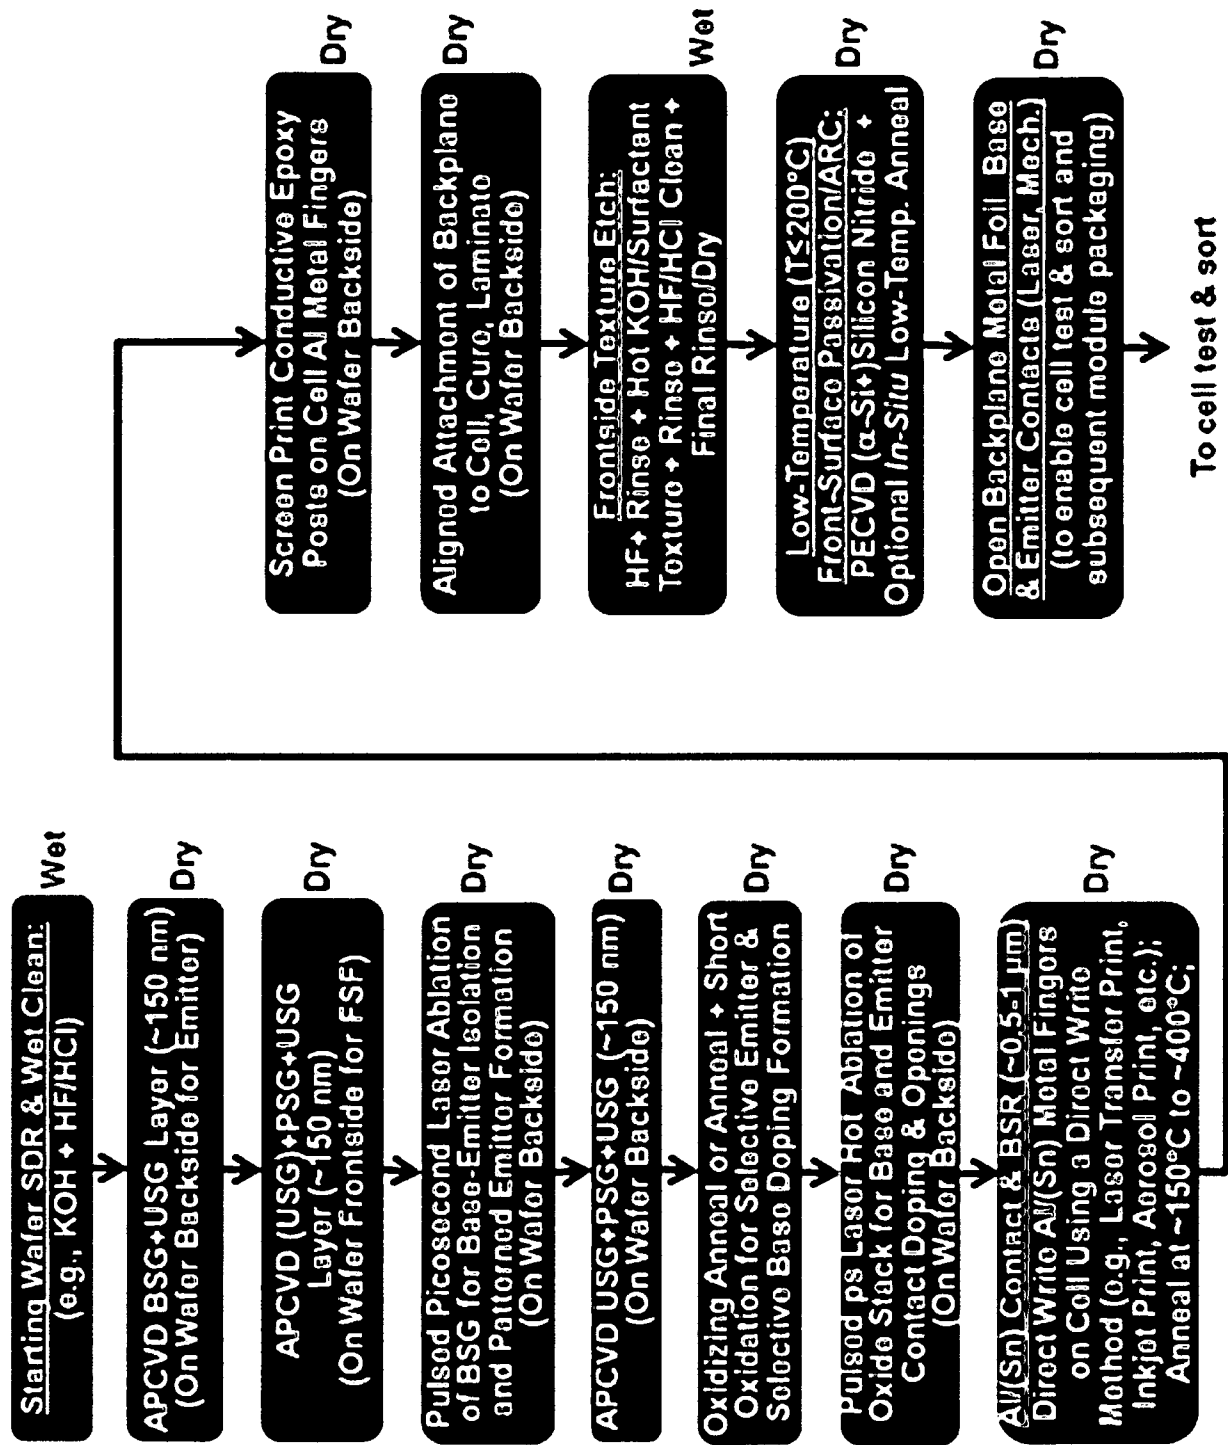 Starting Wafer SDR & Wet Clean:
(e.g., KOH + HF/HCl)
Wet
APCVD BSG+USG Layer (~150 nm)
(On Wafer Backside for Emitter)
Dry
APCVD (USG)+PSG+USG
Layer (~150 nm)
(On Wafer Frontside for FSF)
Dry
Pulsed Picosecond Laser Ablation
of BSG for Base-Emitter Isolation
and Patterned Emitter Formation
(On Wafer Backside)
Dry
APCVD USG+PSG+USG (~150 nm)
(On Wafer Backside)
Dry
Oxidizing Anneal or Anneal + Short
Oxidation for Selective Emitter &
Selective Base Doping Formation
Dry
Pulsed ps Laser Hot Ablation of
Oxide Stack for Base and Emitter
Contact Doping & Openings
(On Wafer Backside)
Dry
Al/(Sn) Contact & BSR (~0.5-1 μm)
Direct Write Al/(Sn) Metal Fingers
on Cell Using a Direct Write
Method (e.g., Laser Transfer Print,
Inkjet Print, Aerosol Print, etc.);
Anneal at ~150°C to ~400°C;
Dry
Screen Print Conductive Epoxy
Posts on Cell Al Metal Fingers
(On Wafer Backside)
Dry
Aligned Attachment of Backplane
to Cell, Cure, Laminate
(On Wafer Backside)
Dry
Frontside Texture Etch:
HF+ Rinse + Hot KOH/Surfactant
Texture + Rinse + HF/HCl Clean +
Final Rinse/Dry
Wet
Low-Temperature (T≤200°C)
Front-Surface Passivation/ARC:
PECVD (α-Si+)Silicon Nitride +
Optional In-Situ Low-Temp. Anneal
Dry
Open Backplane Metal Foil Base
& Emitter Contacts (Laser, Mech.)
(to enable cell test & sort and
subsequent module packaging)
Dry
To cell test & sort